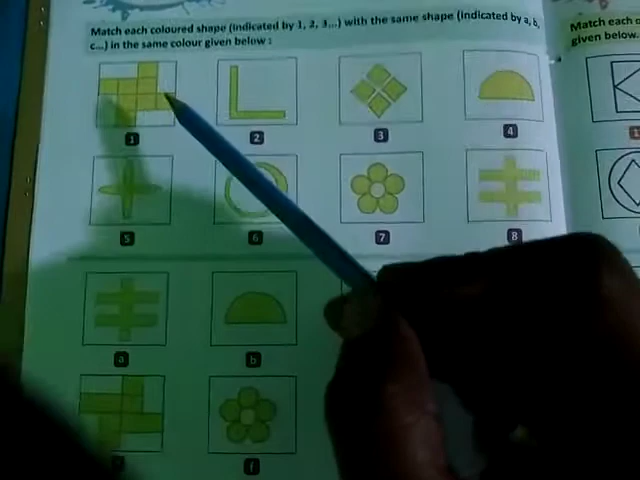 Match each coloured shape (indicated by 1, 2, 3...) with the same shape (indicated by a, b,
c...) in the same colour given below :
Match each c
given below.
1
2
3
4
1
5
6
7
8
a
b
f